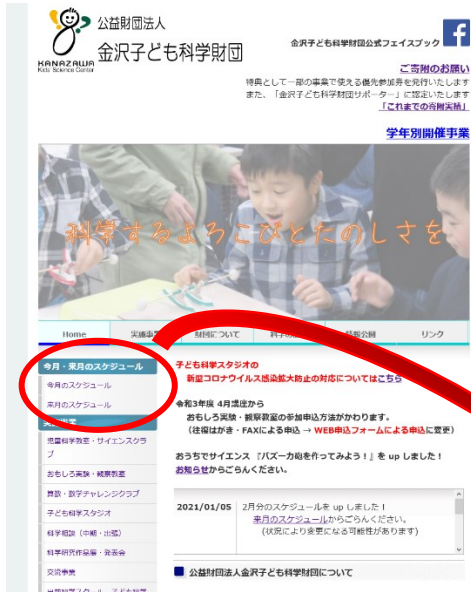 公益財団法人
金沢子ども科学財団
KANAZAWA
Kids Science Center
金沢子ども科学財団公式フェイスブック
ご寄附のお願い
特典として一部の事業で使える優先参加券を発行いたします
また、「金沢子ども科学財団サポーター」に認定いたします
「これまでの寄附実績」
学年別開催事業
科学するよろこびとたのしさを
Home 実施事 財団について 情報公開 リンク
今月・来月のスケジュール
今月のスケジュール
来月のスケジュール
児童科学教室・サイエンスクラブ
おもしろ実験・観察教室
算数・数学チャレンジクラブ
子ども科学スタジオ
科学相談（中期・出張）
科学研究作品展・発表会
交流事業
子ども科学スタジオの
新型コロナウイルス感染拡大防止の対応についてはこちら
令和3年度 4月講座から
おもしろ実験・観察教室の参加申込方法がかわります。
（往復はがき・FAXによる申込 → WEB申込フォームによる申込に変更）
おうちでサイエンス 『バズーカ砲を作ってみよう！』を up しました！
お知らせからごらんください。
2021/01/05 2月分のスケジュールを up しました！
来月のスケジュールからごらんください。
（状況により変更になる可能性があります）
公益財団法人金沢子ども科学財団について